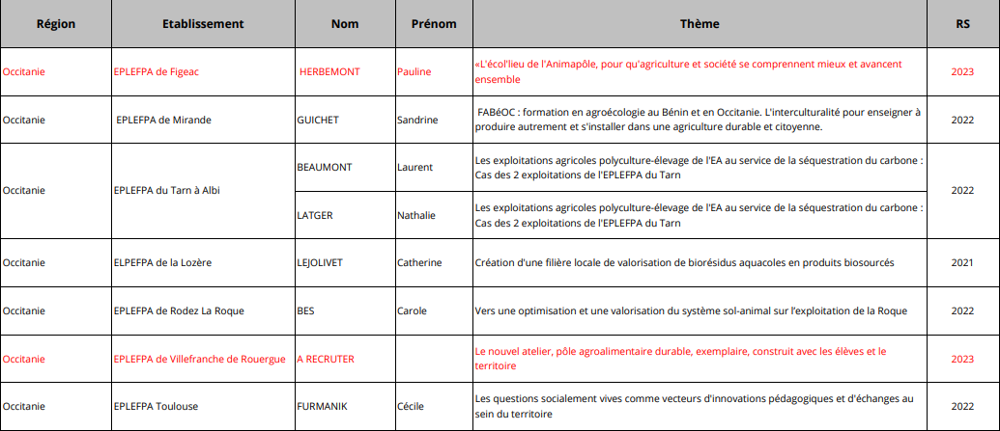 Région Etablissement Nom Prénom Thème RS
Occitanie EPLEFPA de Figeac HERBEMONT Pauline «L'écol'lieu de l'Animapôle, pour qu'agriculture et société se comprennent mieux et avancent
ensemble 2023
Occitanie EPLEFPA de Mirande GUICHET Sandrine FABéOC : formation en agroécologie au Bénin et en Occitanie. L'interculturalité pour enseigner à
produire autrement et s'installer dans une agriculture durable et citoyenne. 2022
Occitanie EPLEFPA du Tarn à Albi BEAUMONT Laurent Les exploitations agricoles polyculture-élevage de l'EA au service de la séquestration du carbone :
Cas des 2 exploitations de l'EPLEFPA du Tarn 2022
LATGER Nathalie Les exploitations agricoles polyculture-élevage de l'EA au service de la séquestration du carbone :
Cas des 2 exploitations de l'EPLEFPA du Tarn
Occitanie ELPEFPA de la Lozère LEJOLIVET Catherine Création d'une filière locale de valorisation de biorésidus aquacoles en produits biosourcés 2021
Occitanie EPLEFPA de Rodez La Roque BES Carole Vers une optimisation et une valorisation du système sol-animal sur l'exploitation de la Roque 2022
Occitanie EPLEFPA de Villefranche de Rouergue A RECRUTER Le nouvel atelier, pôle agroalimentaire durable, exemplaire, construit avec les élèves et le
territoire 2023
Occitanie EPLEFPA Toulouse FURMANIK Cécile Les questions socialement vives comme vecteurs d'innovations pédagogiques et d'échanges au
sein du territoire 2022